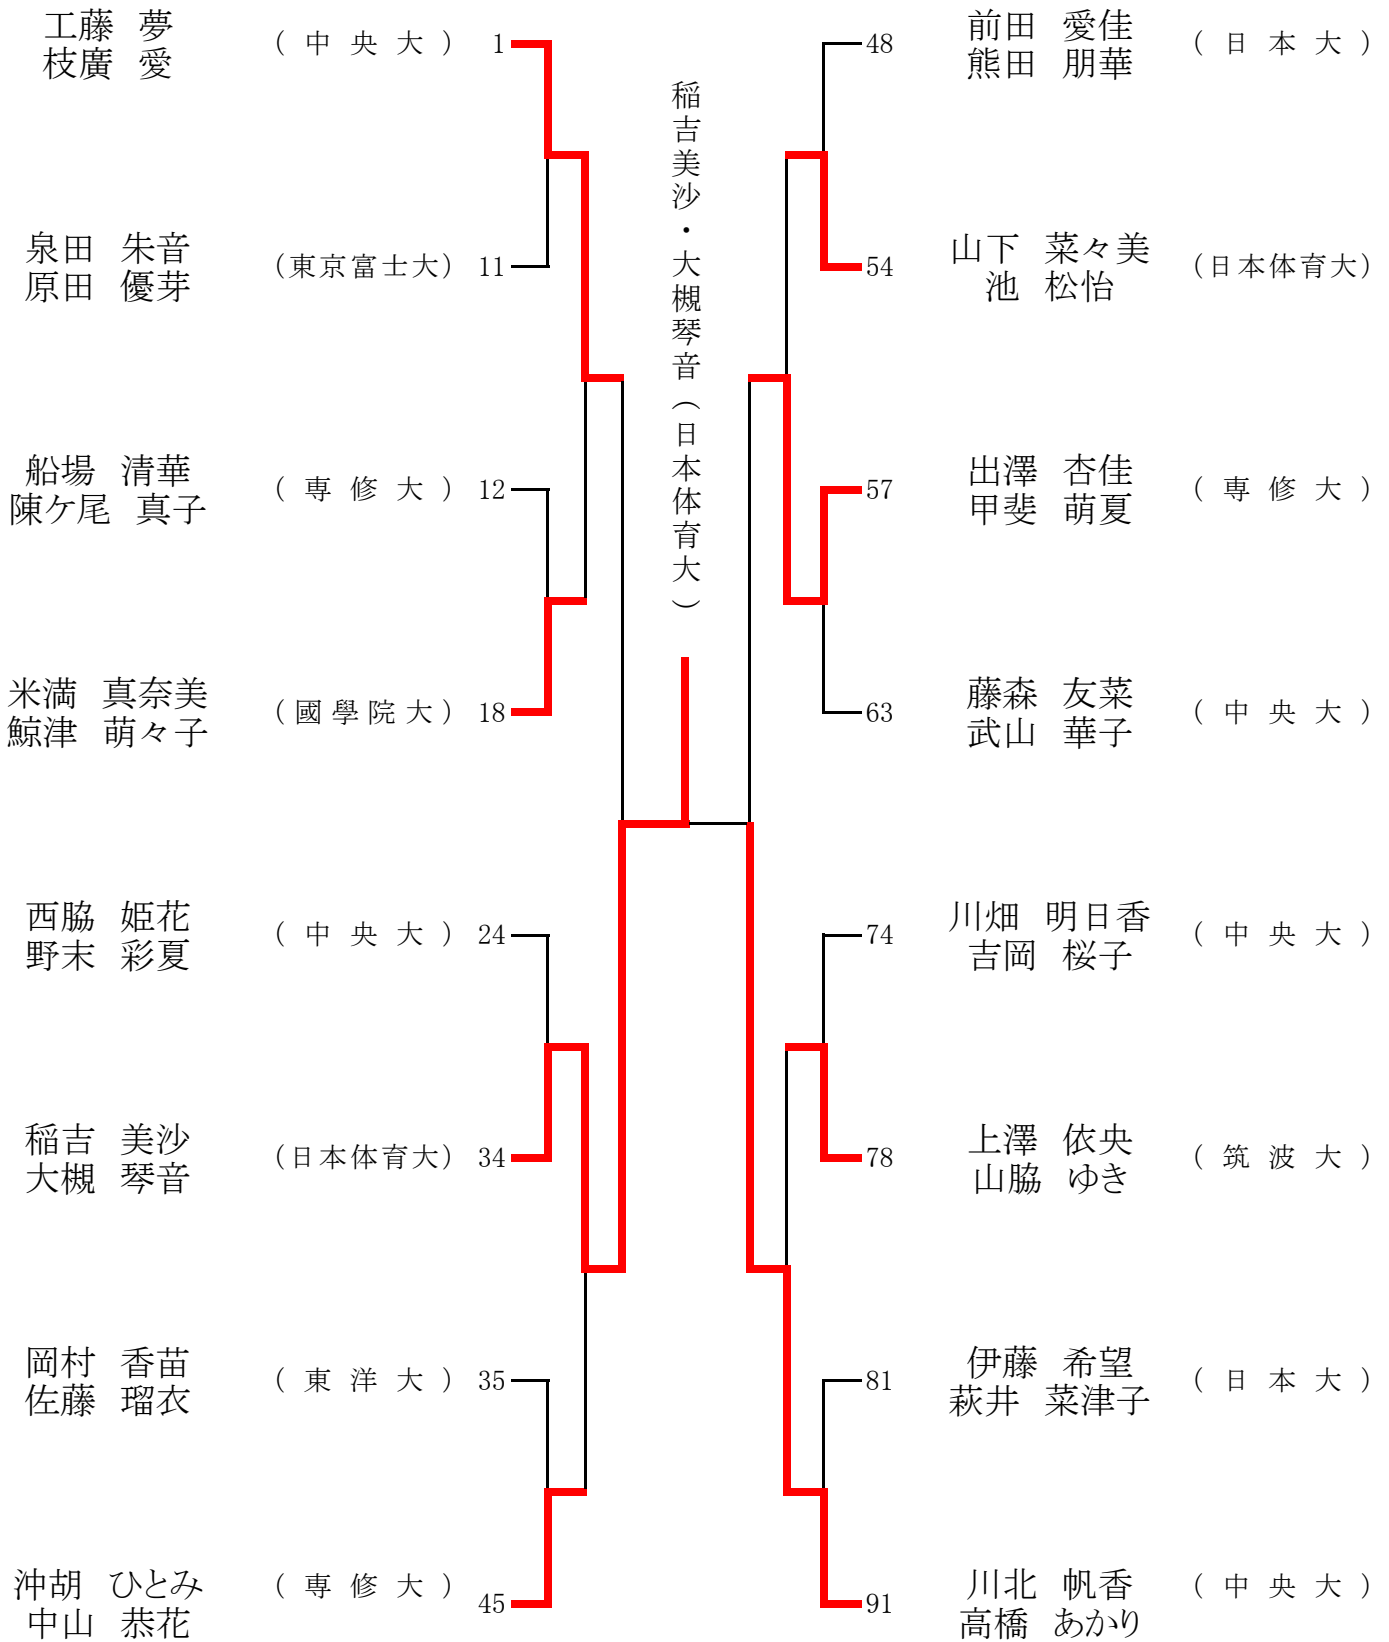 工藤 夢
枝廣 愛
(中央大) 1
泉田 朱音
原田 優芽
(東京富士大) 11
船場 清華
陳ケ尾 真子
(専修大) 12
米満 真奈美
鯨津 萌々子
(國學院大) 18
西脇 姫花
野末 彩夏
(中央大) 24
稲吉 美沙
大槻 琴音
(日本体育大) 34
岡村 香苗
佐藤 瑠衣
(東洋大) 35
沖胡 ひとみ
中山 恭花
(専修大) 45
稲吉美沙・大槻琴音(日本体育大)
48 前田 愛佳
熊田 朋華
(日本大)
54 山下 菜々美
池 松怡
(日本体育大)
57 出澤 杏佳
甲斐 萌夏
(専修大)
63 藤森 友菜
武山 華子
(中央大)
74 川畑 明日香
吉岡 桜子
(中央大)
78 上澤 依央
山脇 ゆき
(筑波大)
81 伊藤 希望
萩井 菜津子
(日本大)
91 川北 帆香
高橋 あかり
(中央大)